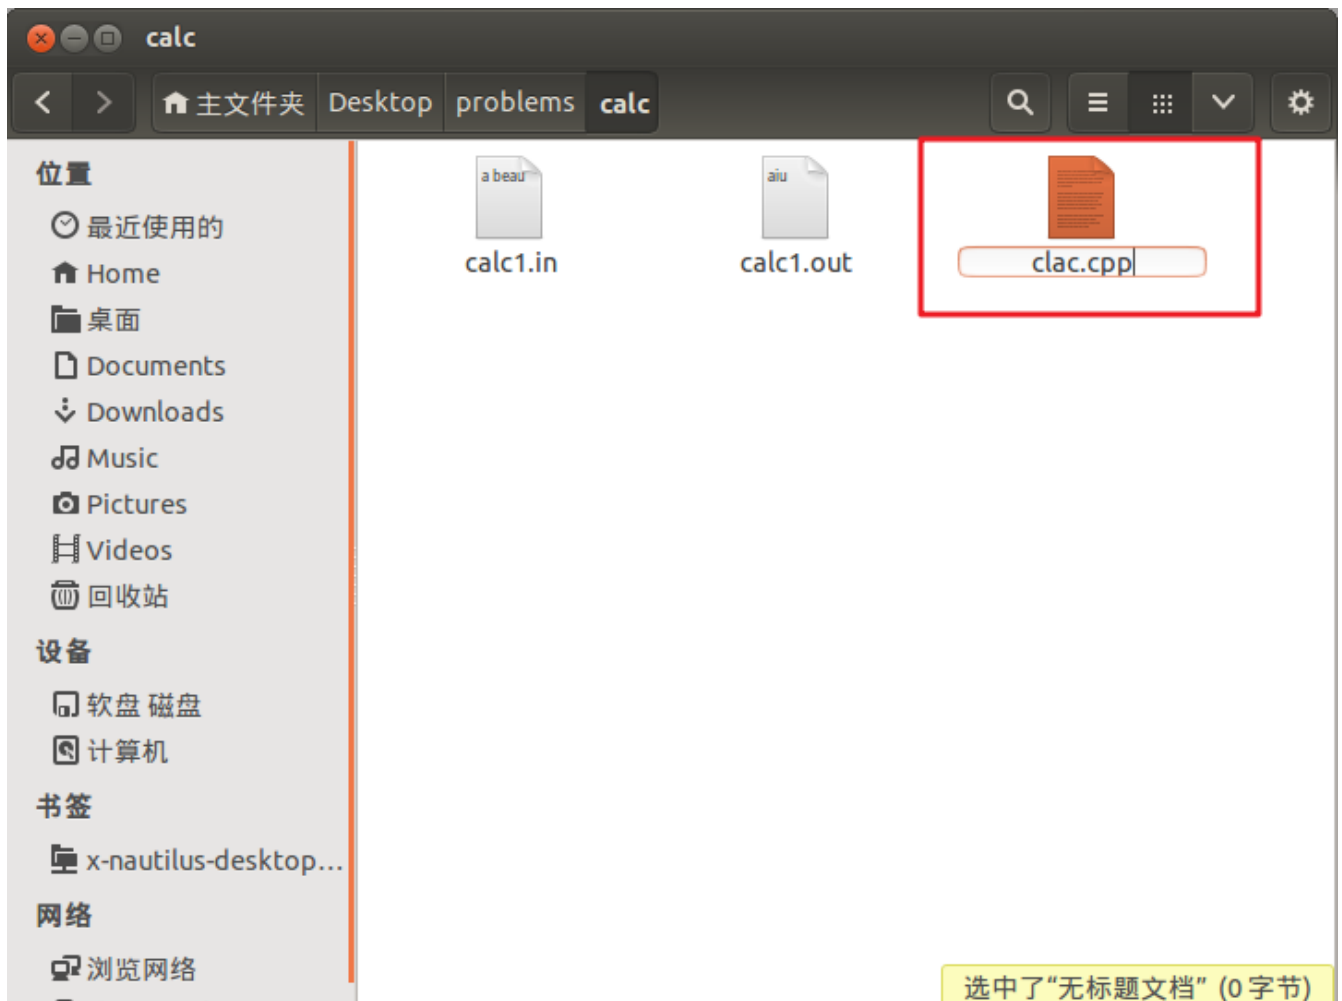 calc
主文件夹 Desktop problems calc
位置
最近使用的
Home
桌面
Documents
Downloads
Music
Pictures
Videos
回收站
设备
软盘 磁盘
计算机
书签
x-nautilus-desktop...
网络
浏览网络
a beau
calc1.in
aiu
calc1.out
clac.cpp
选中了“无标题文档” (0 字节)